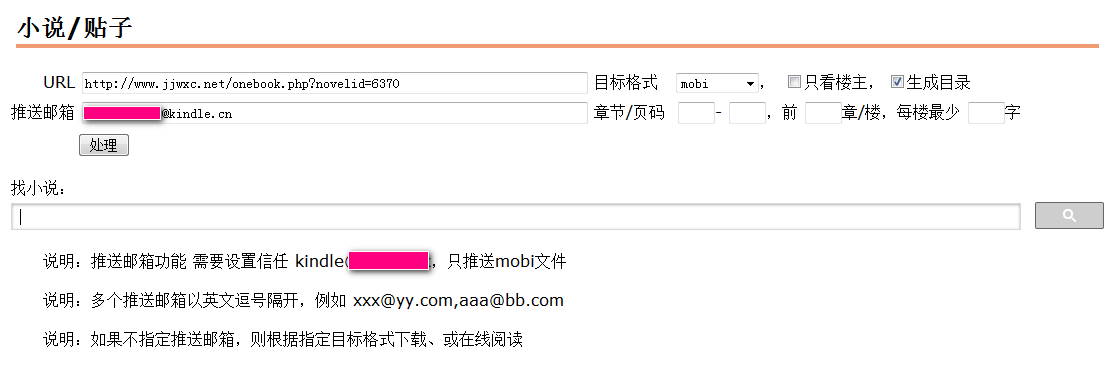 小说/贴子
URL http://www.jjwxc.net/onebook.php?novelid=6370 目标格式 mobi , 只看楼主, 生成目录
推送邮箱 @kindle.cn 章节/页码 - , 前 章/楼, 每楼最少 字
处理
找小说:
说明: 推送邮箱功能 需要设置信任 kindle , 只推送mobi文件
说明: 多个推送邮箱以英文逗号隔开, 例如 xxx@yy.com,aaa@bb.com
说明: 如果不指定推送邮箱, 则根据指定目标格式下载、或在线阅读